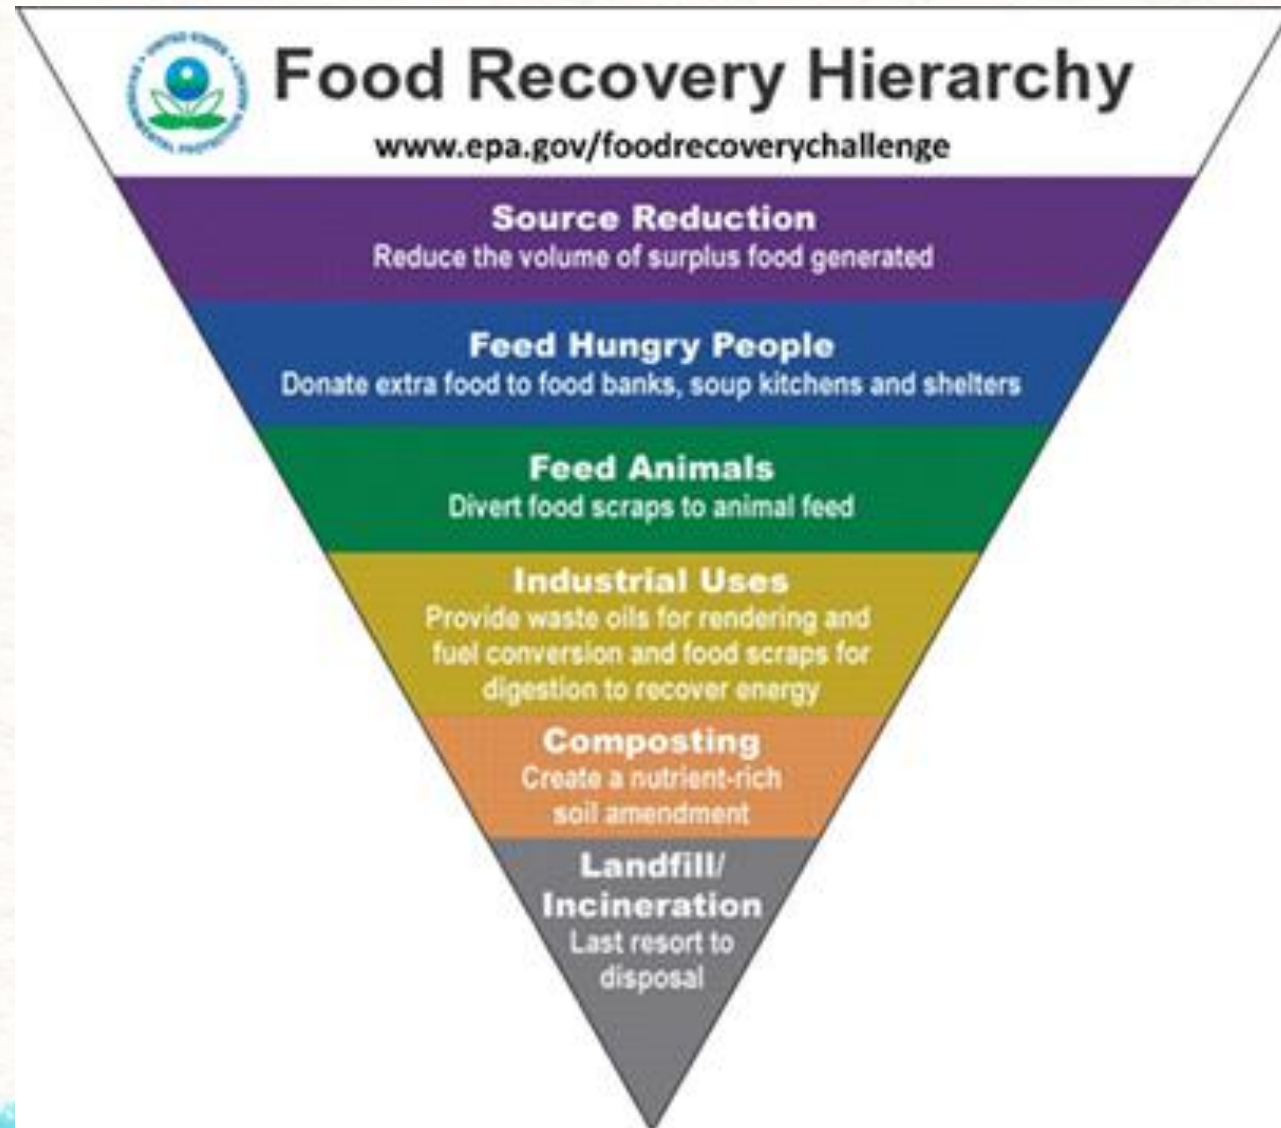 UNITED STATES
Food Recovery Hierarchy
www.epa.gov/foodrecoverychallenge
Source Reduction
Reduce the volume of surplus food generated
Feed Hungry People
Donate extra food to food banks, soup kitchens and shelters
Feed Animals
Divert food scraps to animal feed
Industrial Uses
Provide waste oils for rendering and
fuel conversion and food scraps for
digestion to recover energy
Composting
Create a nutrient-rich
soil amendment
Landfill/
Incineration
Last resort to
disposal